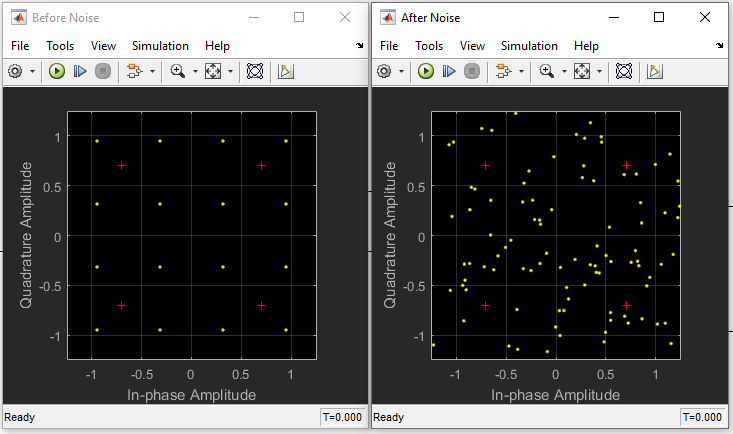 Before Noise
File Tools View Simulation Help
1
0.5
0
-0.5
-1
Quadrature Amplitude
-1 -0.5 0 0.5 1
In-phase Amplitude
Ready T=0.000
After Noise
File Tools View Simulation Help
1
0.5
0
-0.5
-1
Quadrature Amplitude
-1 -0.5 0 0.5 1
In-phase Amplitude
Ready T=0.000